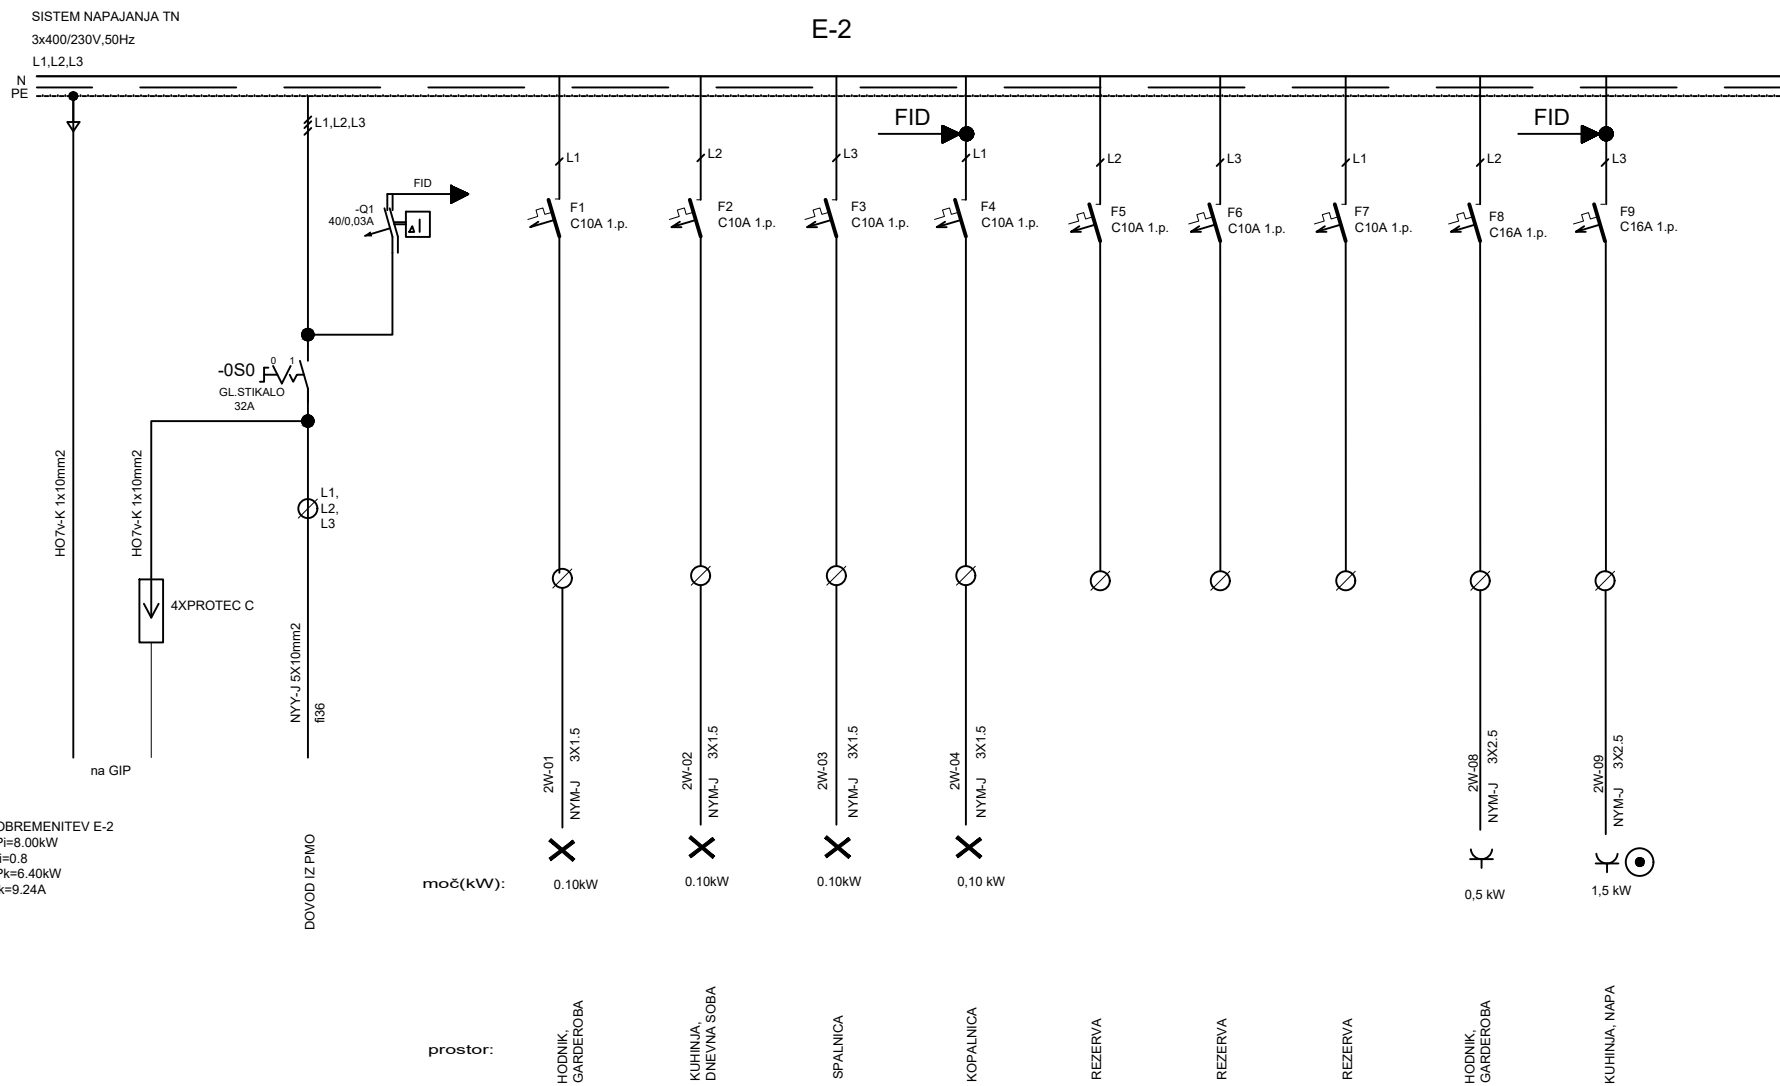 SISTEM NAPAJANJA TN
3x400/230V,50Hz
L1,L2,L3
E-2
N
PE
L1,L2,L3
FID
FID
L1
L2
L3
L1
L2
L3
L1
L2
L3
FID
-Q1
40/0,03A
F1
C10A 1.p.
F2
C10A 1.p.
F3
C10A 1.p.
F4
C10A 1.p.
F5
C10A 1.p.
F6
C10A 1.p.
F7
C10A 1.p.
F8
C16A 1.p.
F9
C16A 1.p.
-0S0
0 1
GL.STIKALO
32A
HO7v-K 1x10mm2
HO7v-K 1x10mm2
L1,
L2,
L3
4XPROTEC C
NYY-J 5X10mm2
fi36
na GIP
2W-01
NYM-J 3X1.5
2W-02
NYM-J 3X1.5
2W-03
NYM-J 3X1.5
2W-04
NYM-J 3X1.5
2W-08
NYM-J 3X2.5
2W-09
NYM-J 3X2.5
OBREMENITEV E-2
Pi=8.00kW
i=0.8
Pk=6.40kW
k=9.24A
DOVOD IZ PMO
moč(kW):
0.10kW
0.10kW
0.10kW
0,10 kW
0,5 kW
1,5 kW
prostor:
HODNIK,
GARDEROBA
KUHINJA,
DNEVNA SOBA
SPALNICA
KOPALNICA
REZERVA
REZERVA
REZERVA
HODNIK,
GARDEROBA
KUHINJA, NAPA